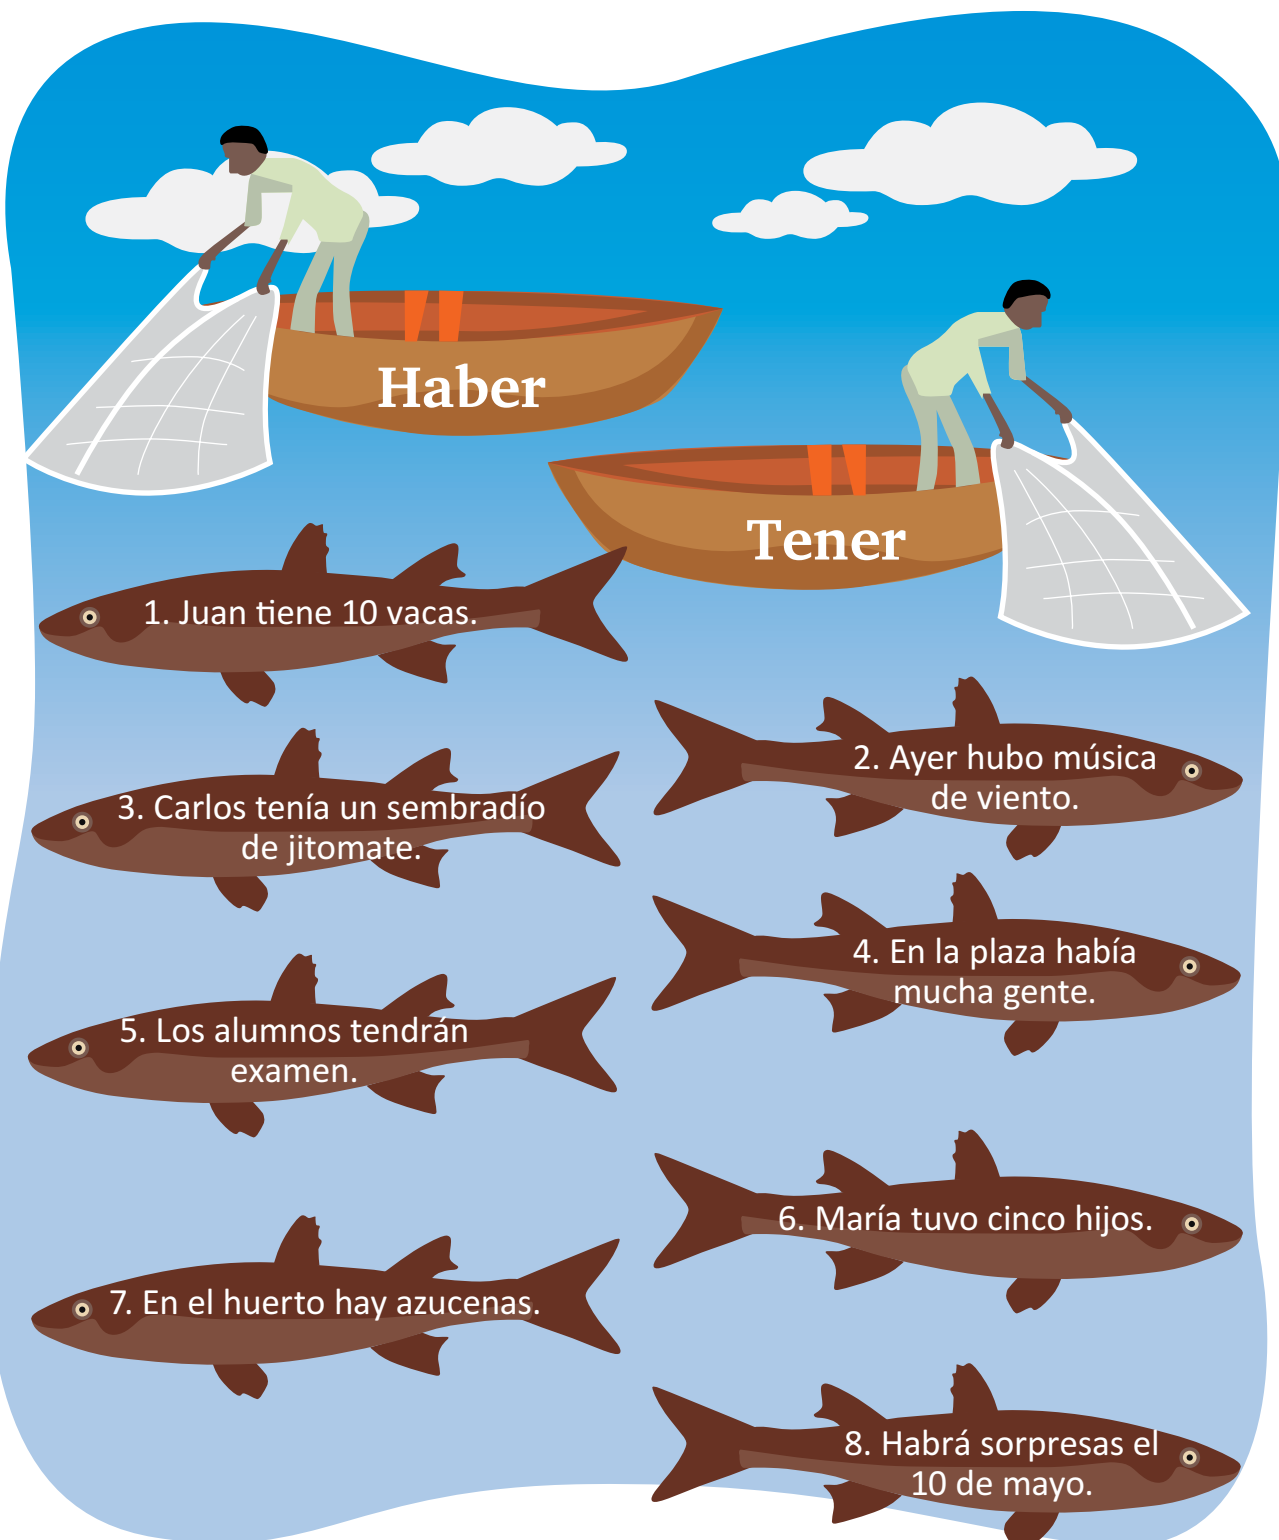 Haber
Tener
1. Juan tiene 10 vacas.
2. Ayer hubo música
de viento.
3. Carlos tenía un sembradío
de jitomate.
4. En la plaza había
mucha gente.
5. Los alumnos tendrán
examen.
6. María tuvo cinco hijos.
7. En el huerto hay azucenas.
8. Habrá sorpresas el
10 de mayo.